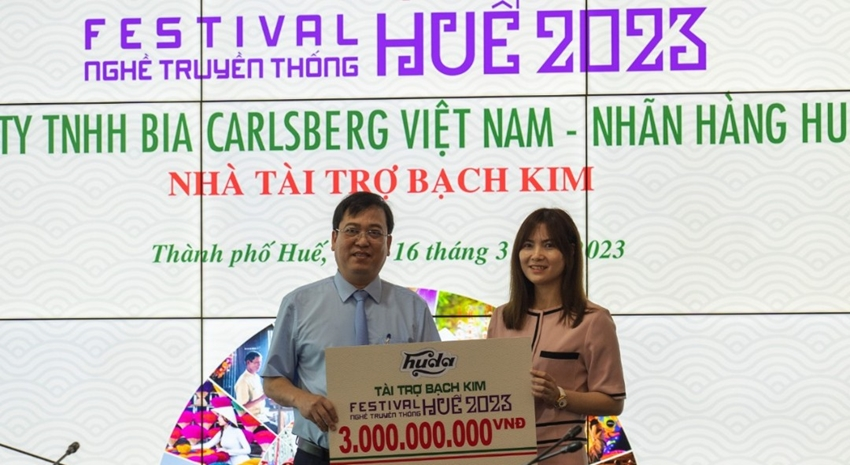 FESTIVAL
NGHỀ TRUYỀN THỐNG
HUẾ 2023
TY TNHH BIA CARLSBERG VIỆT NAM - NHÃN HÀNG HU
NHÀ TÀI TRỢ BẠCH KIM
Thành phố Huế, 16 tháng 3 2023
huda
TÀI TRỢ BẠCH KIM
FESTIVAL
NGHỀ TRUYỀN THỐNG
HUẾ 2023
3.000.000.000 VNĐ